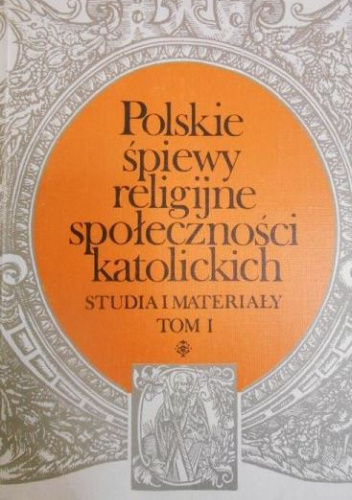 Polskie
śpiewy
religijne
społeczności
katolickich
STUDIA I MATERIAŁY
TOM I